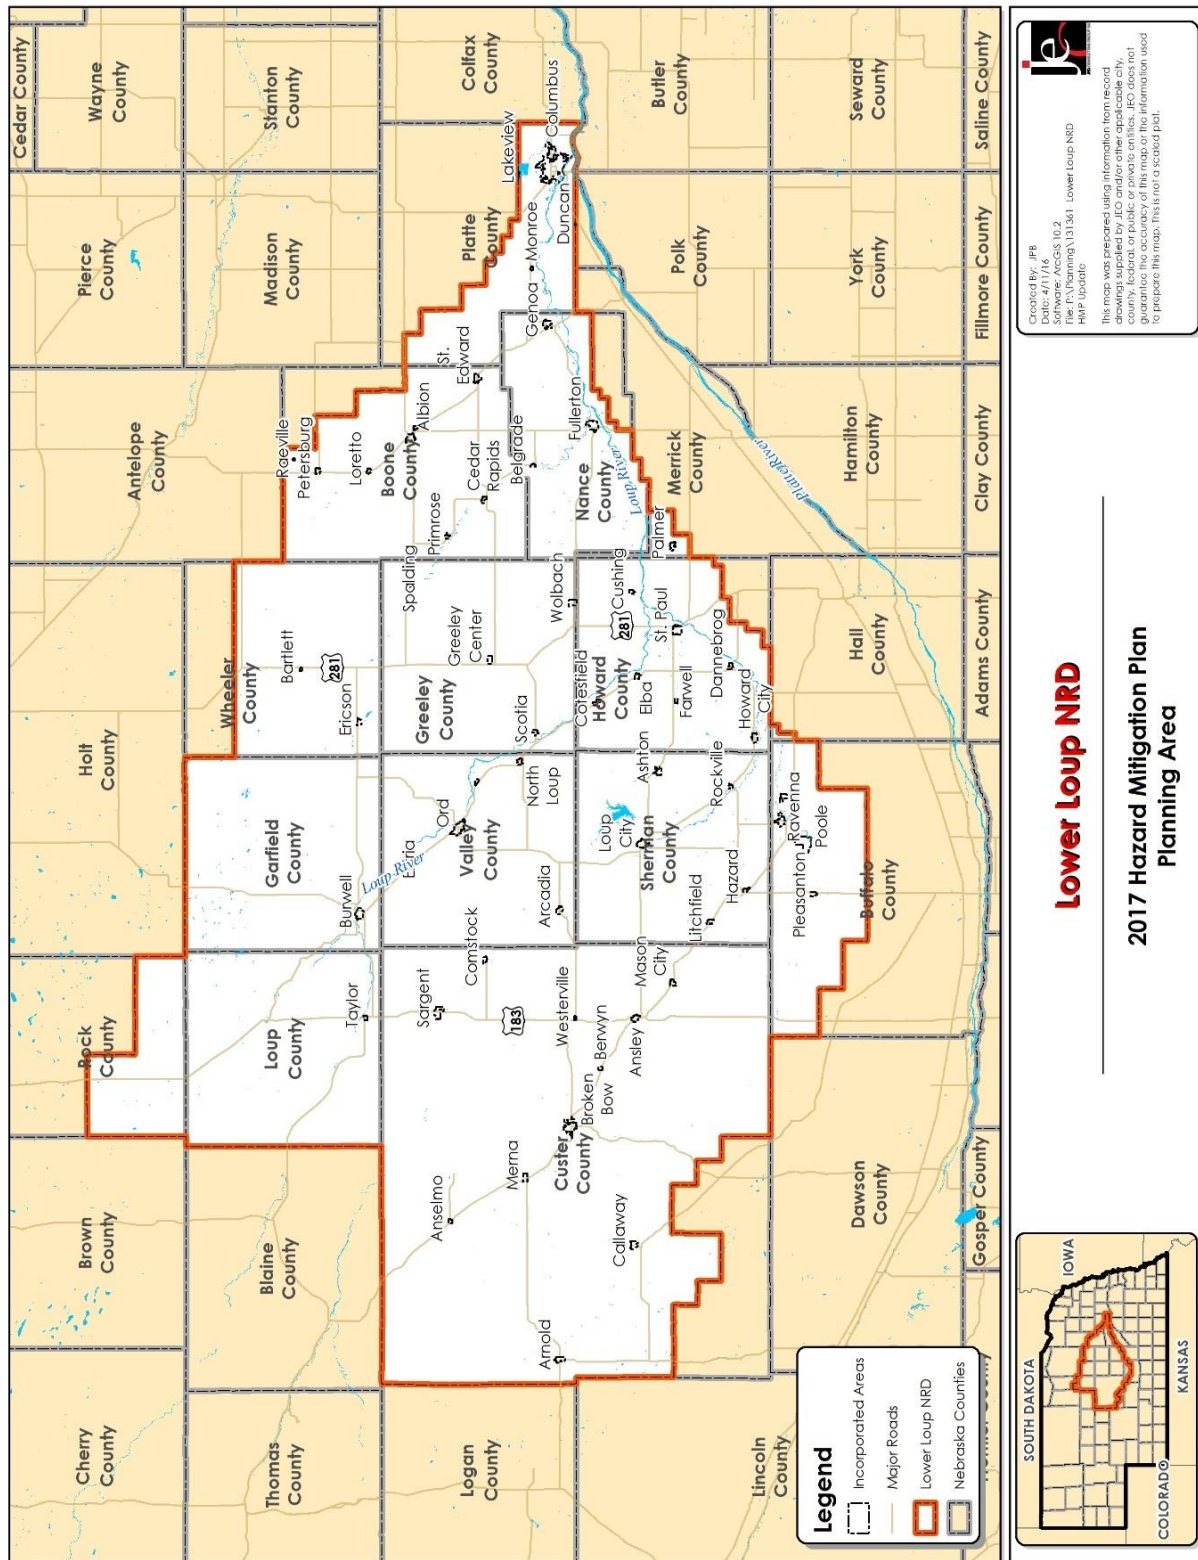 Cedar County
Wayne
County
Stanton
County
Colfax
County
Butler
County
Seward
County
Saline County
Pierce
County
Madison
County
Platte
County
Polk
County
York
County
Fillmore County
Antelope
County
Boone
County
Nance
County
Merrick
County
Hamilton
County
Clay County
Holt
County
Wheeler
County
Greeley
County
Howard
County
Hall
County
Adams County
Garfield
County
Valley
County
Sherman
County
Buffalo
County
Rock
County
Loup
County
Custer
County
Dawson
County
Gosper County
Brown
County
Blaine
County
Cherry
County
Thomas
County
Logan
County
Lincoln
County
Lakeview
Columbus
Duncan
Monroe
Genoa
St.
Edward
Raeville
Petersburg
Loretto
Albion
Cedar
Rapids
Primrose
Belgrade
Fullerton
Loup River
Platte River
Palmer
Spalding
Bartlett
281
Ericson
Greeley
Center
Wolbach
Cushing
281
St. Paul
Dannebrog
Scotia
Cotesfield
Elba
Farwell
Howard
City
Ord
Elyria
North
Loup
Ashton
Loup
City
Rockville
Ravenna
Poole
Pleasanton
Hazard
Litchfield
Burwell
Loup River
Arcadia
Comstock
Sargent
Taylor
183
Westerville
Mason
City
Ansley
Berwyn
Broken
Bow
Merna
Anselmo
Callaway
Arnold
Legend
Incorporated Areas
Major Roads
Lower Loup NRD
Nebraska Counties
SOUTH DAKOTA
IOWA
COLORADO
KANSAS
Lower Loup NRD
2017 Hazard Mitigation Plan
Planning Area
Created By: JPB
Date: 4/11/16
Software: ArcGIS 10.2
File: P:\Planning\131361 Lower Loup NRD
HMP Update
This map was prepared using information from record
drawings supplied by JEO and/or other applicable city,
county, federal, or public or private entities. JEO does not
guarantee the accuracy of this map or the information used
to prepare this map. This is not a scaled plat.